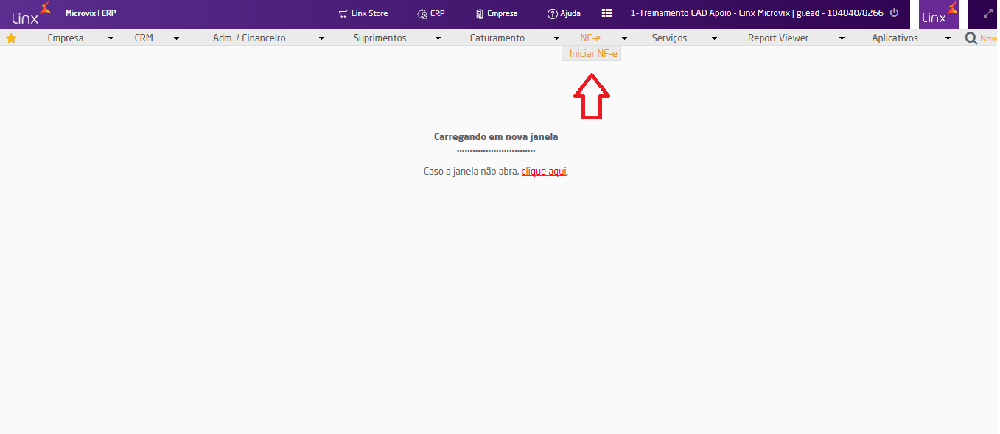 Linx Microvix | ERP Linx Store ERP Empresa ? Ajuda 1-Treinamento EAD Apoio - Linx Microvix | gi.ead - 104840/8266 Linx
Empresa CRM Adm. / Financeiro Suprimentos Faturamento NF-e Serviços Report Viewer Aplicativos Nov
Iniciar NF-e
Carregando em nova janela
Caso a janela não abra, clique aqui.